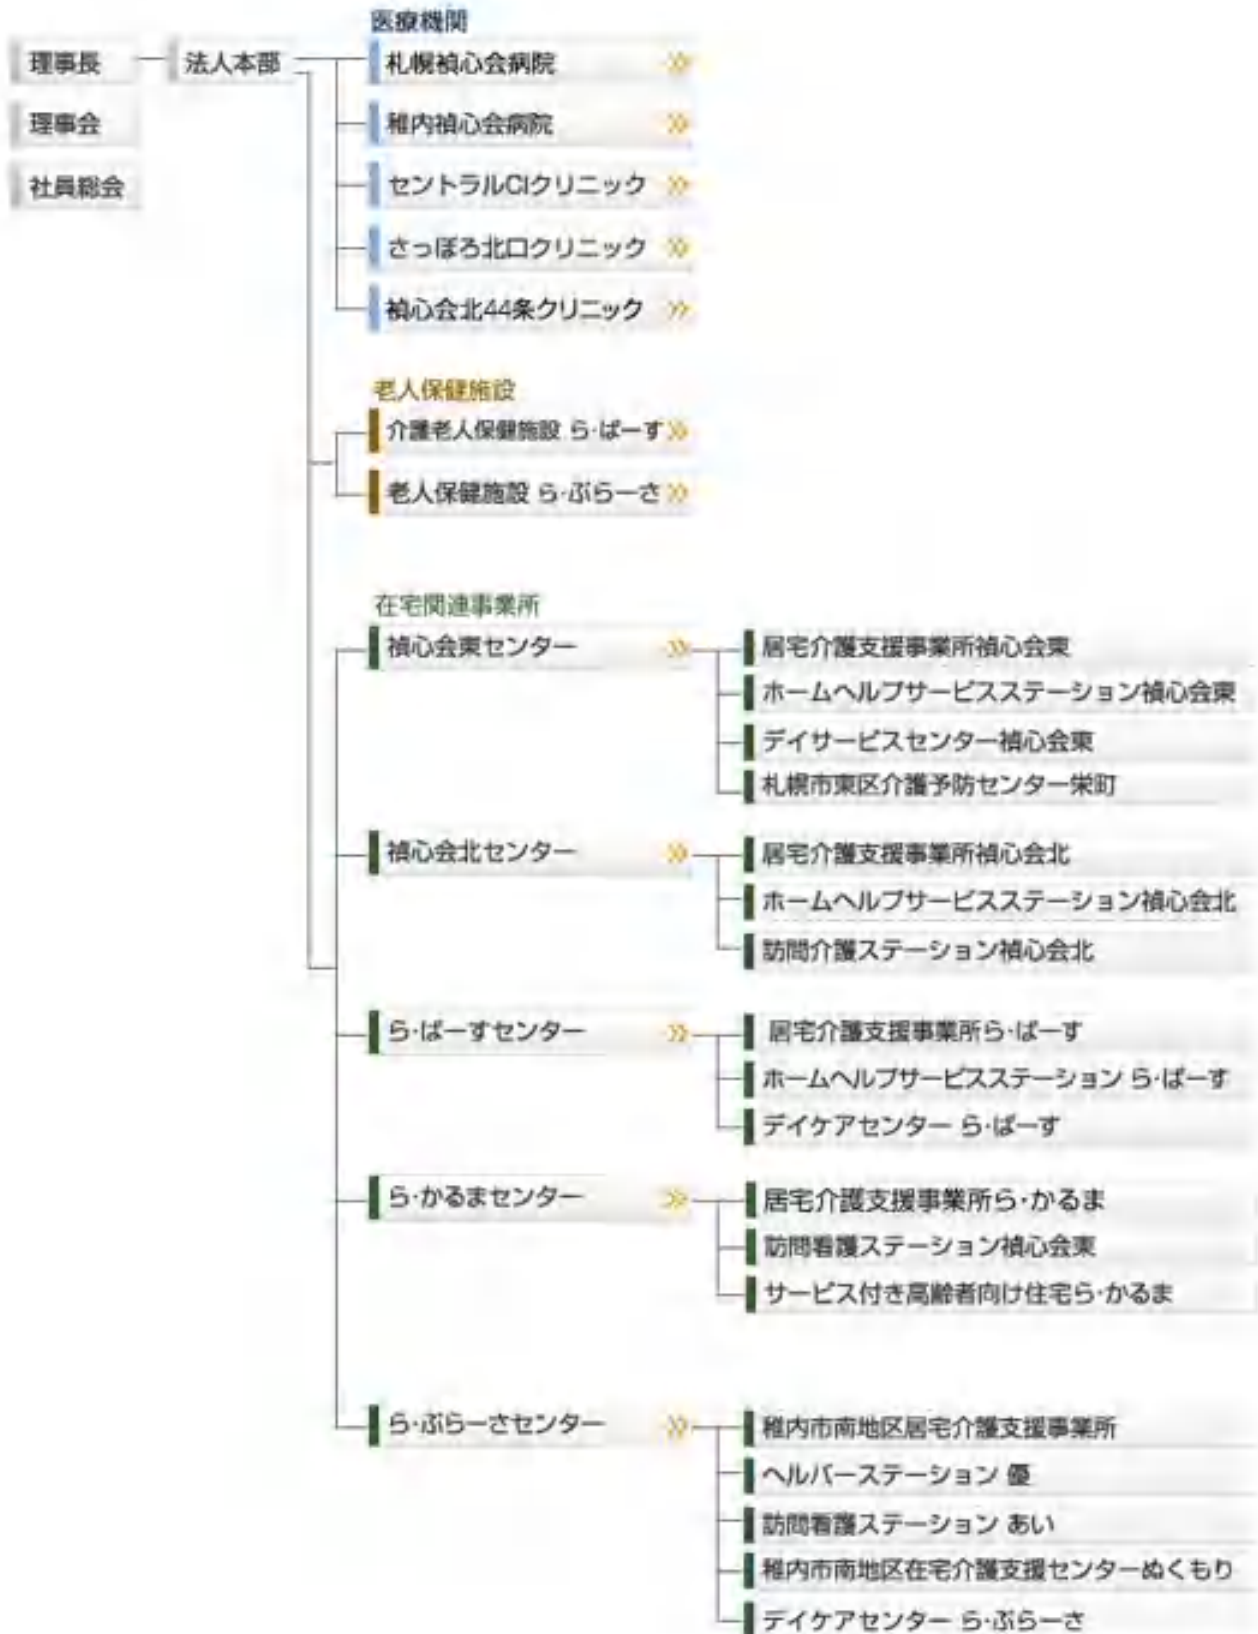 理事長
法人本部
理事会
社員総会
医療機関
札幌禎心会病院
稚内禎心会病院
セントラルCIクリニック
さっぽろ北口クリニック
禎心会北44条クリニック
老人保健施設
介護老人保健施設 ら·ぱーす
老人保健施設 ら·ぷらーさ
在宅関連事業所
禎心会東センター
居宅介護支援事業所禎心会東
ホームヘルプサービスステーション禎心会東
デイサービスセンター禎心会東
札幌市東区介護予防センター栄町
禎心会北センター
居宅介護支援事業所禎心会北
ホームヘルプサービスステーション禎心会北
訪問介護ステーション禎心会北
ら·ぱーすセンター
居宅介護支援事業所ら·ぱーす
ホームヘルプサービスステーション ら·ぱーす
デイケアセンター ら·ぱーす
ら·かるまセンター
居宅介護支援事業所ら·かるま
訪問看護ステーション禎心会東
サービス付き高齢者向け住宅ら·かるま
ら·ぷらーさセンター
稚内市南地区居宅介護支援事業所
ヘルパーステーション 優
訪問看護ステーション あい
稚内市南地区在宅介護支援センターぬくもり
デイケアセンター ら·ぷらーさ